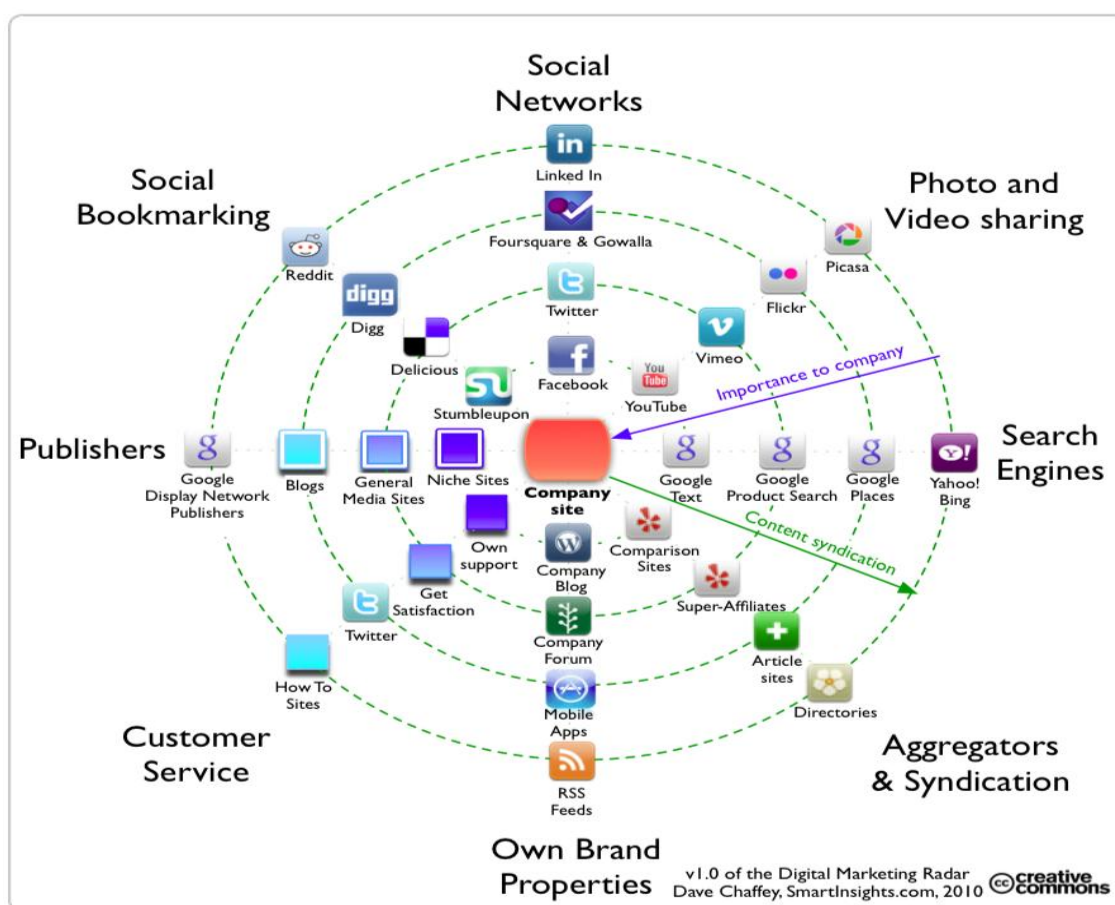 Social
Networks
in
Linked In
Social
Bookmarking
Photo and
Video sharing
Foursquare & Gowalla
Picasa
Reddit
Flickr
digg
Digg
Twitter
Vimeo
Delicious
Facebook
You
Tube
YouTube
Importance to company
Stumbleupon
Publishers
Google
Display Network
Publishers
Blogs
General
Media Sites
Niche Sites
Company
site
Google
Text
Google
Product Search
Google
Places
Yahoo!
Bing
Search
Engines
Content syndication
Own
support
Company
Blog
Comparison
Sites
Get
Satisfaction
Super-Affiliates
Twitter
Company
Forum
Article
sites
How To
Sites
Mobile
Apps
Directories
Customer
Service
Aggregators
& Syndication
RSS
Feeds
Own Brand
Properties
v1.0 of the Digital Marketing Radar
Dave Chaffey, SmartInsights.com, 2010
cc creative
commons